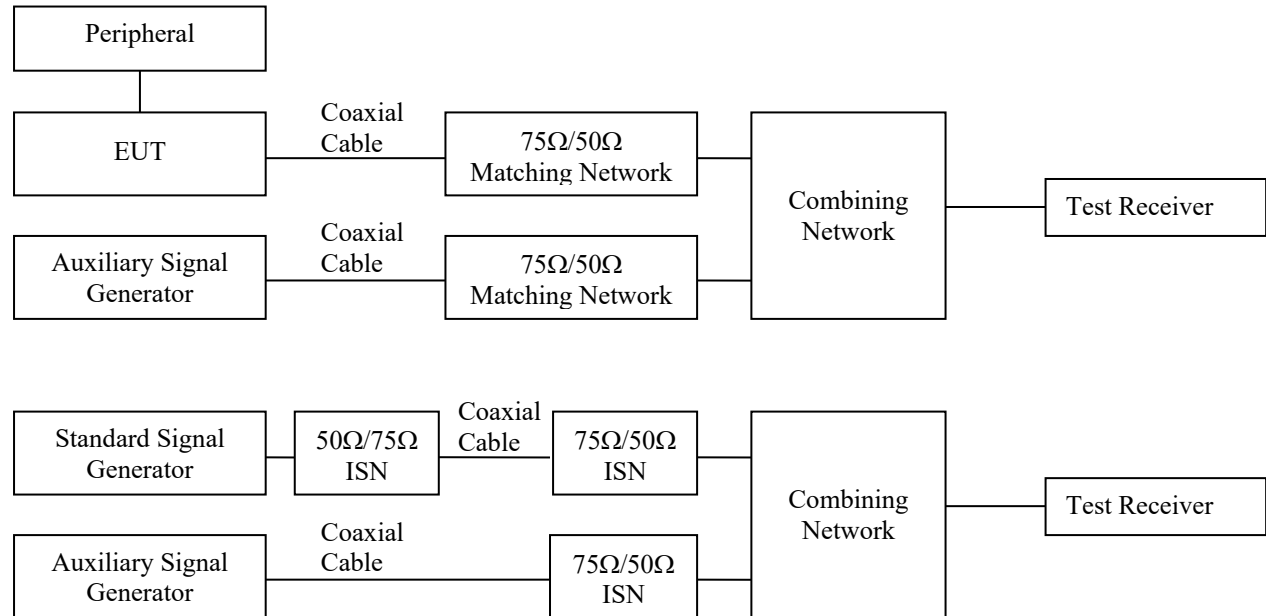 Peripheral
EUT
Coaxial
Cable
75Ω/50Ω
Matching Network
Combining
Network
Test Receiver
Auxiliary Signal
Generator
Coaxial
Cable
75Ω/50Ω
Matching Network
Standard Signal
Generator
50Ω/75Ω
ISN
Coaxial
Cable
75Ω/50Ω
ISN
Combining
Network
Test Receiver
Auxiliary Signal
Generator
Coaxial
Cable
75Ω/50Ω
ISN